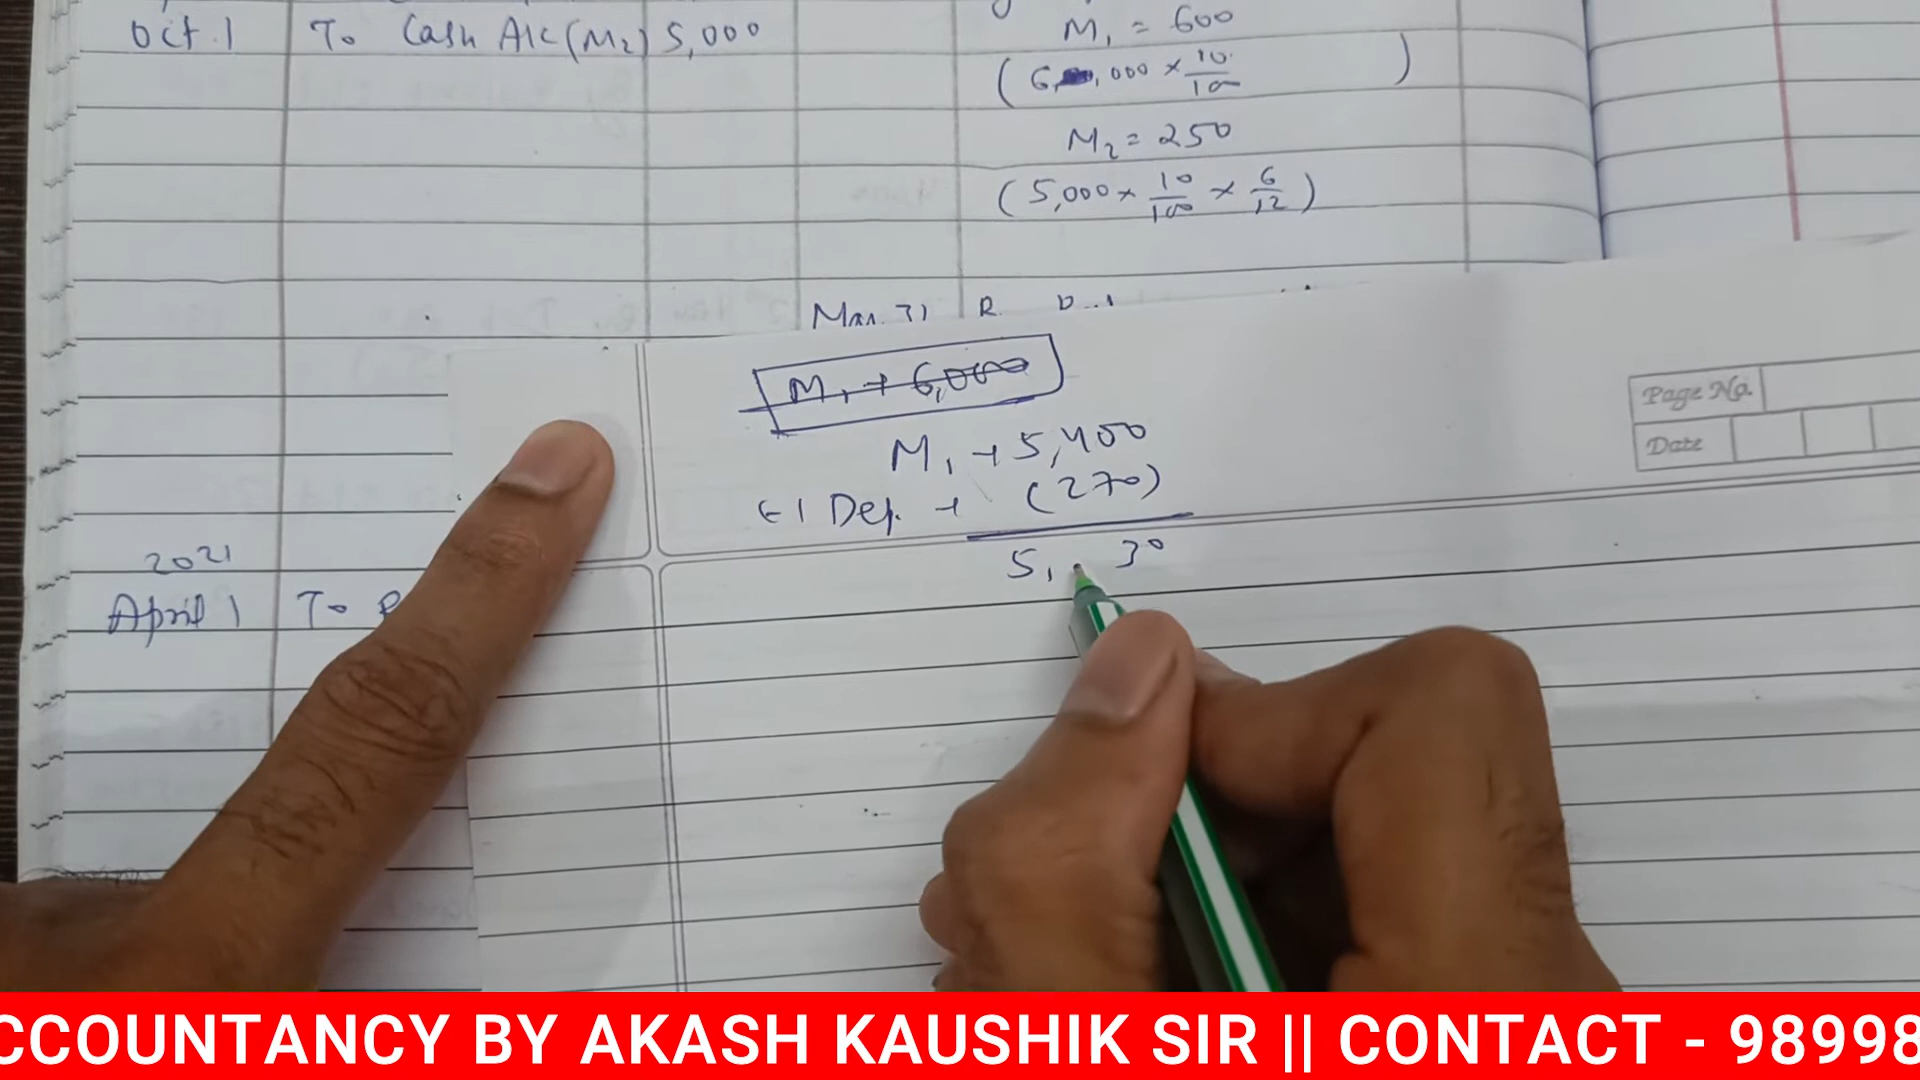 Oct. 1 To Cash A/c (M₂) 5,000
M₁ = 600
(6,000 × 10/100)
M₂ = 250
(5,000 × 10/100 × 6/12)
Mar. 31
M₁ → 6,000
M₁ → 5,400
(-) Dep. → (270)
5, 30
Page No.
Date
2021
April 1 To
CCOUNTANCY BY AKASH KAUSHIK SIR || CONTACT - 98998